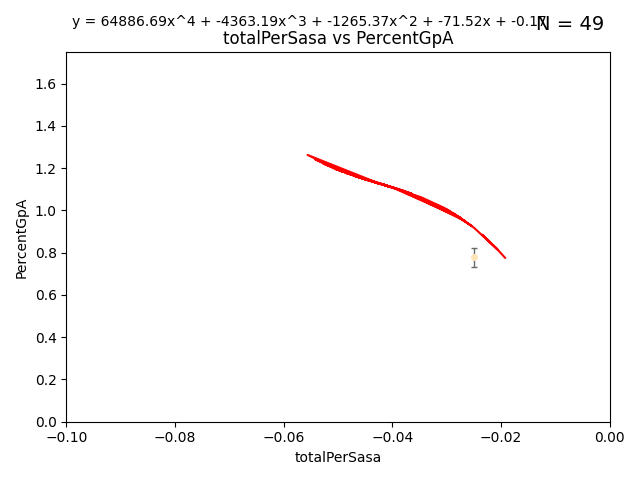 y = 64886.69x^4 + -4363.19x^3 + -1265.37x^2 + -71.52x + -0.17
N = 49
totalPerSasa vs PercentGpA
PercentGpA
1.6
1.4
1.2
1.0
0.8
0.6
0.4
0.2
0.0
−0.10 −0.08 −0.06 −0.04 −0.02 0.00
totalPerSasa